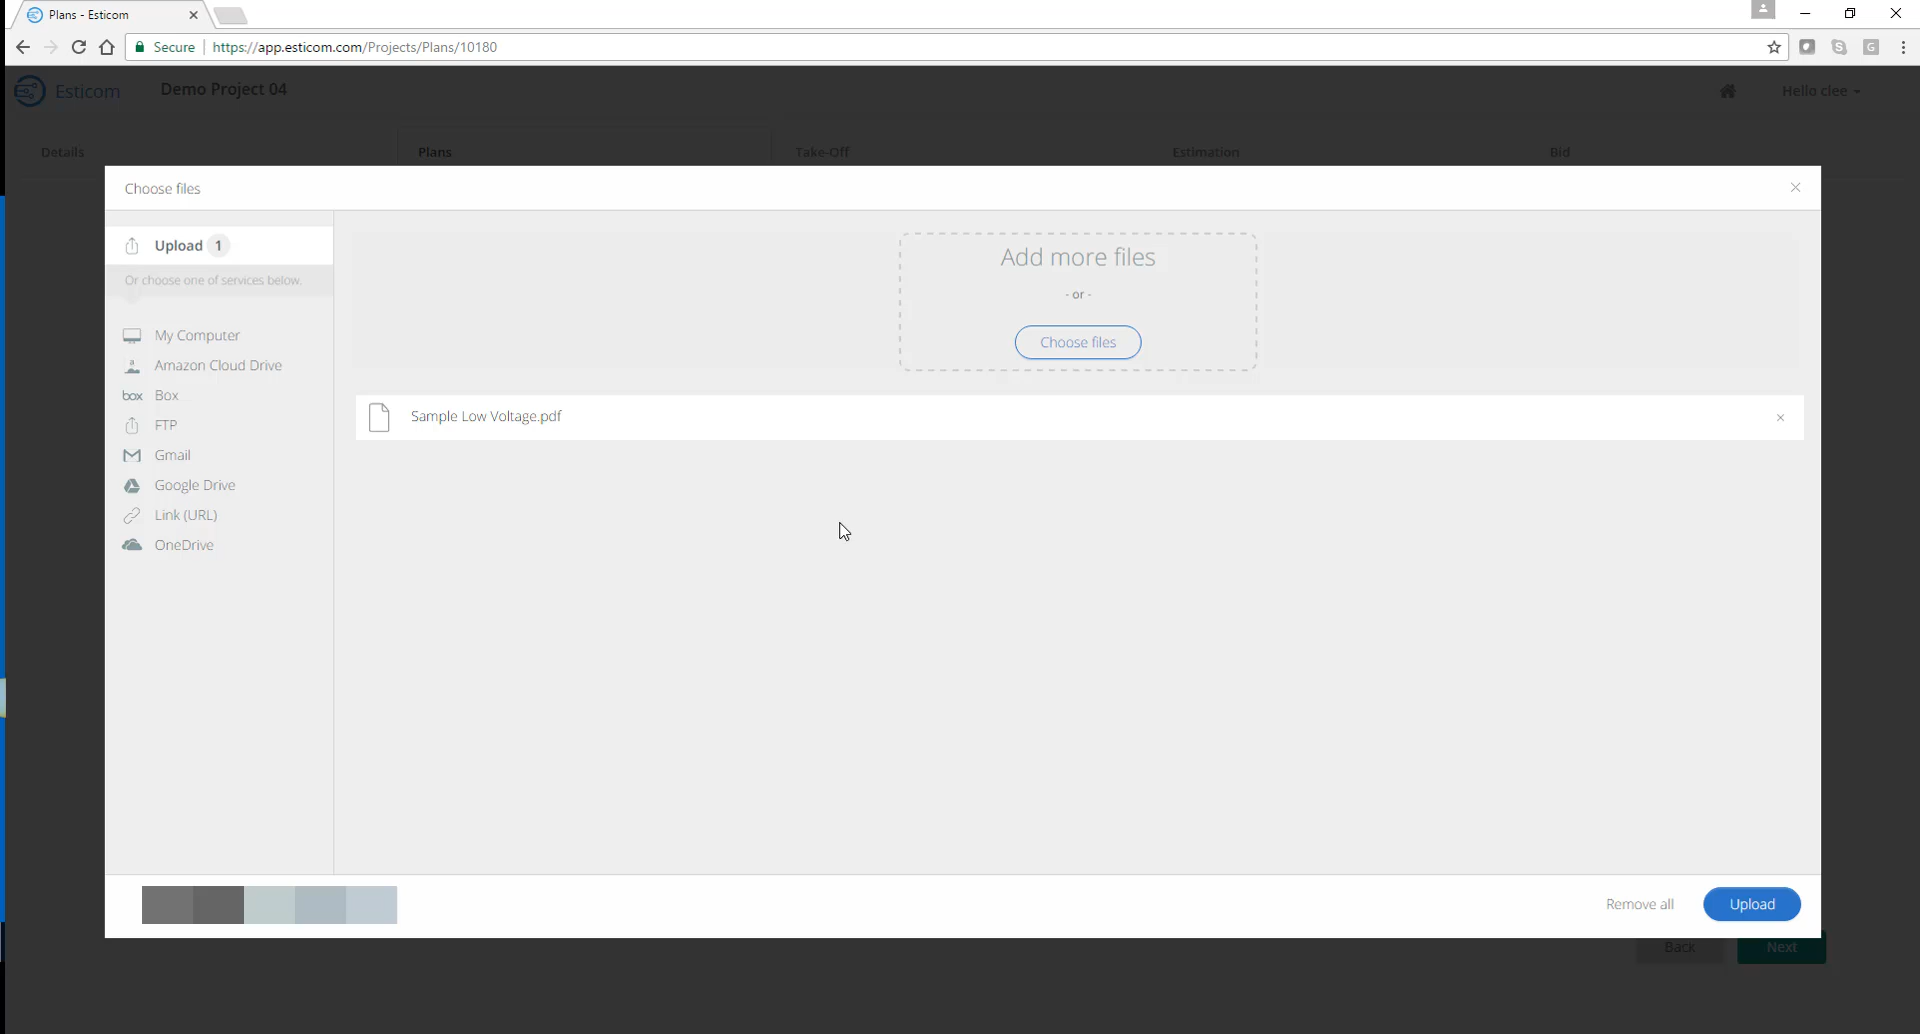 Plans - Esticom
Secure | https://app.esticom.com/Projects/Plans/10180
Esticom
Demo Project 04
Hello clee
Details
Plans
Take-Off
Estimation
Bid
Choose files
Upload 1
Or choose one of services below.
My Computer
Amazon Cloud Drive
box Box
FTP
Gmail
Google Drive
Link (URL)
OneDrive
Add more files
- or -
Choose files
Sample Low Voltage.pdf
Remove all
Upload
Back
Next